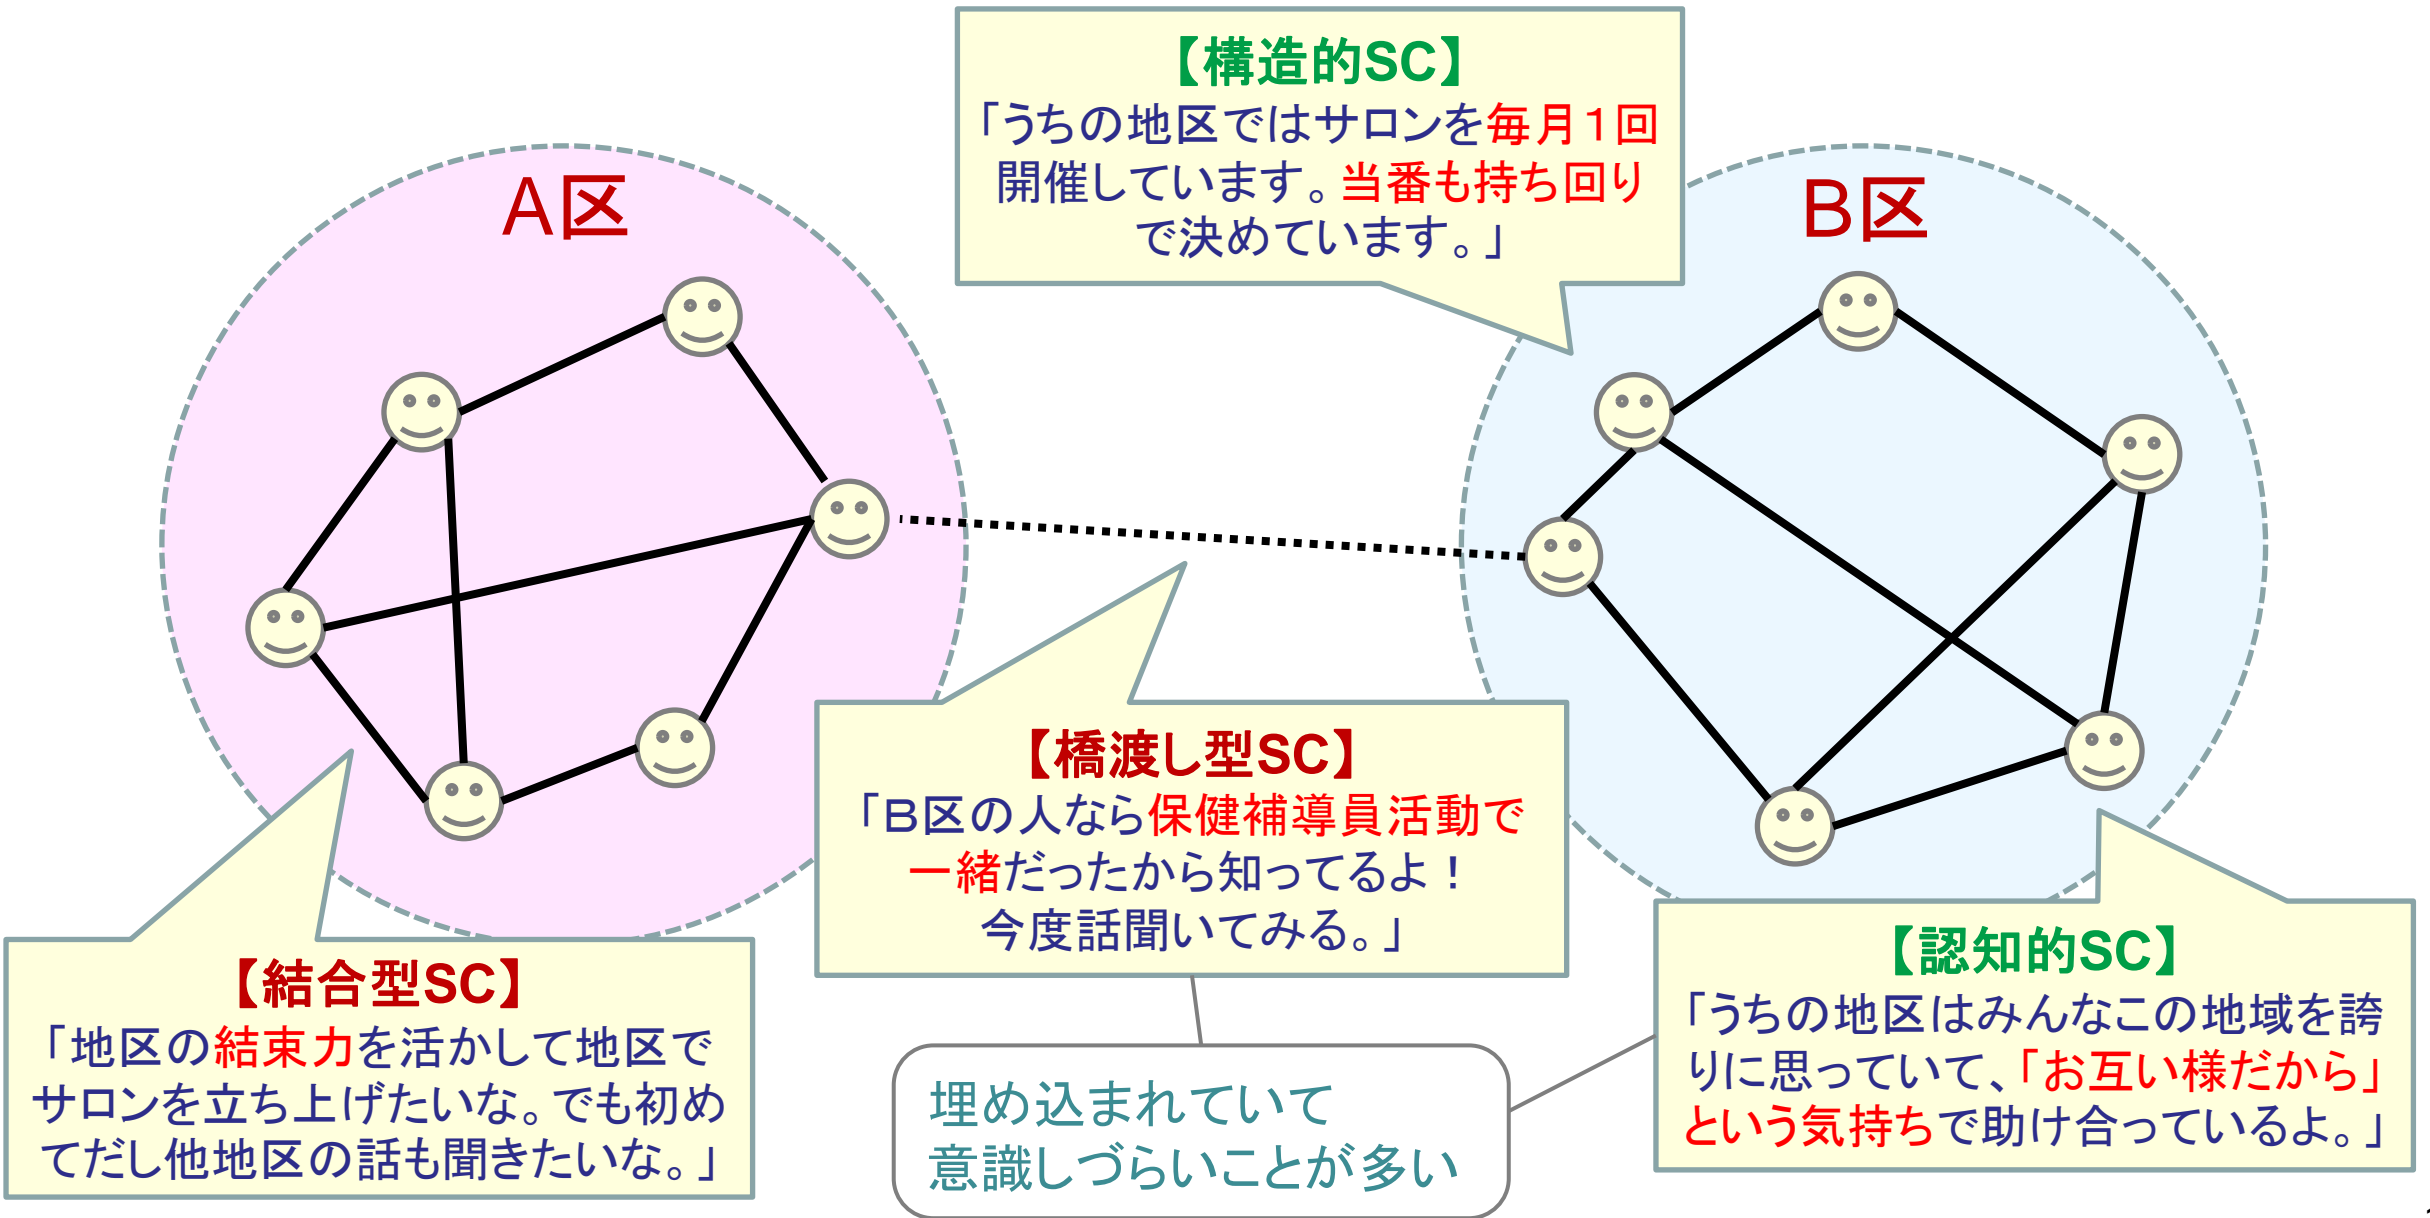 【構造的SC】
「うちの地区ではサロンを毎月１回
開催しています。当番も持ち回り
で決めています。」
A区
B区
【橋渡し型SC】
「B区の人なら保健補導員活動で
一緒だったから知ってるよ！
今度話聞いてみる。」
【結合型SC】
「地区の結束力を活かして地区で
サロンを立ち上げたいな。でも初め
てだし他地区の話も聞きたいな。」
【認知的SC】
「うちの地区はみんなこの地域を誇
りに思っていて、「お互い様だから」
という気持ちで助け合っているよ。」
埋め込まれていて
意識しづらいことが多い